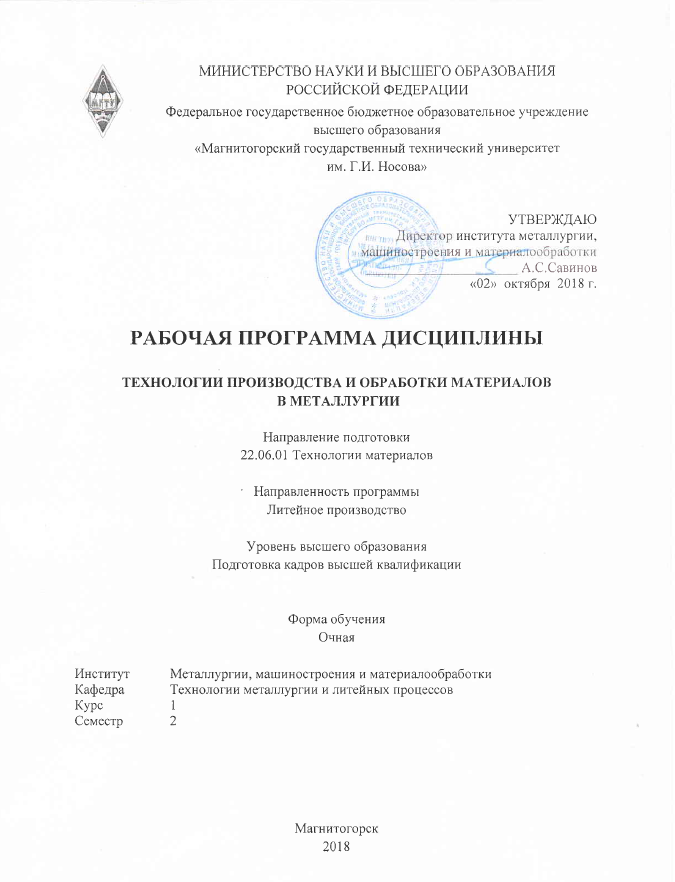 МИНИСТЕРСТВО НАУКИ И ВЫСШЕГО ОБРАЗОВАНИЯ
РОССИЙСКОЙ ФЕДЕРАЦИИ
Федеральное государственное бюджетное образовательное учреждение
высшего образования
«Магнитогорский государственный технический университет
им. Г.И. Носова»
МГТУ
УТВЕРЖДАЮ
Директор института металлургии,
машиностроения и материалообработки
А.С.Савинов
«02» октября 2018 г.
РАБОЧАЯ ПРОГРАММА ДИСЦИПЛИНЫ
ТЕХНОЛОГИИ ПРОИЗВОДСТВА И ОБРАБОТКИ МАТЕРИАЛОВ
В МЕТАЛЛУРГИИ
Направление подготовки
22.06.01 Технологии материалов
Направленность программы
Литейное производство
Уровень высшего образования
Подготовка кадров высшей квалификации
Форма обучения
Очная
Институт Металлургии, машиностроения и материалообработки
Кафедра Технологии металлургии и литейных процессов
Курс 1
Семестр 2
Магнитогорск
2018